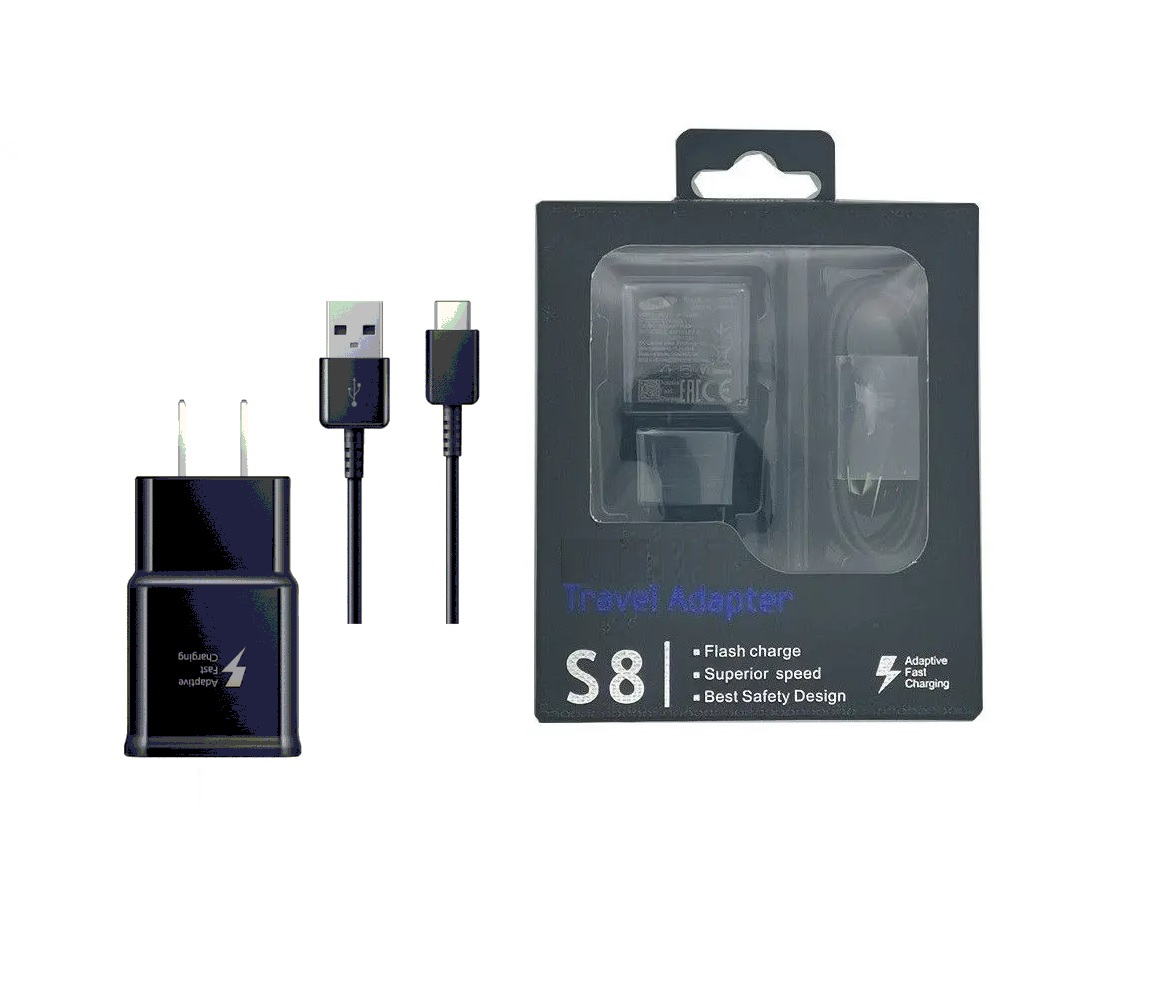 Adaptive
Fast
Charging
Travel Adapter
S8
▪ Flash charge
▪ Superior speed
▪ Best Safety Design
Adaptive
Fast
Charging